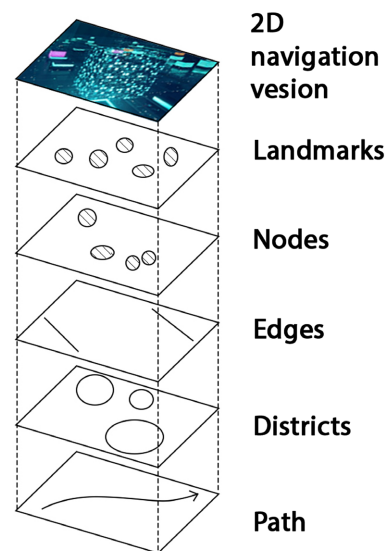 2D
navigation
vesion
Landmarks
Nodes
Edges
Districts
Path